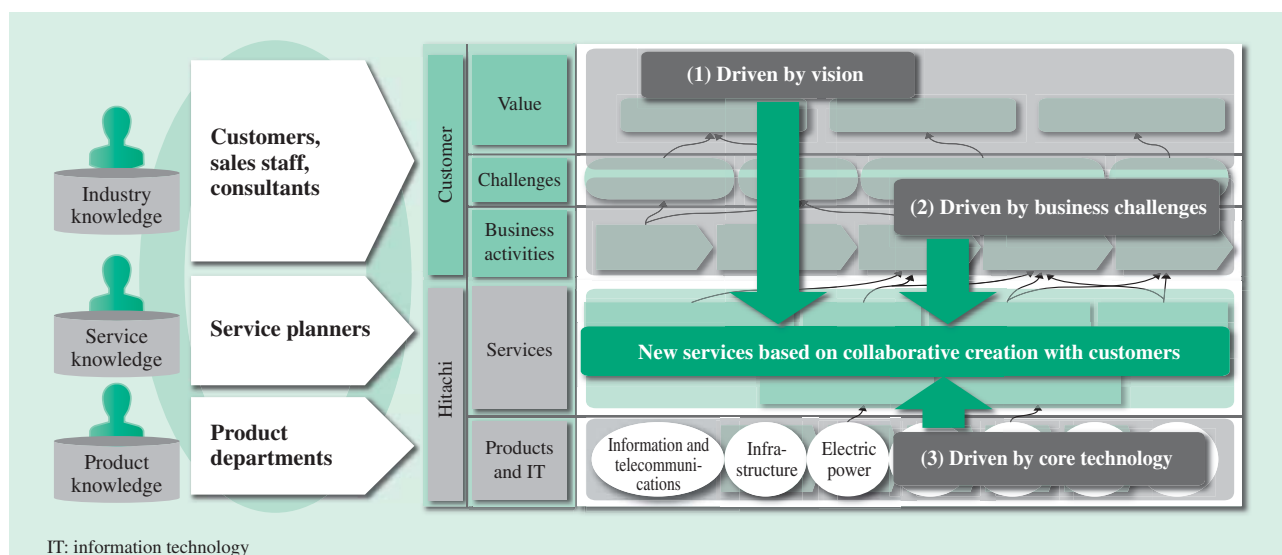 Industry
knowledge
Service
knowledge
Product
knowledge
Customers,
sales staff,
consultants
Service planners
Product
departments
Customer
Hitachi
Value
Challenges
Business
activities
Services
Products
and IT
(1) Driven by vision
(2) Driven by business challenges
New services based on collaborative creation with customers
Information and
telecommuni-
cations
Infra-
structure
Electric
power
(3) Driven by core technology
IT: information technology